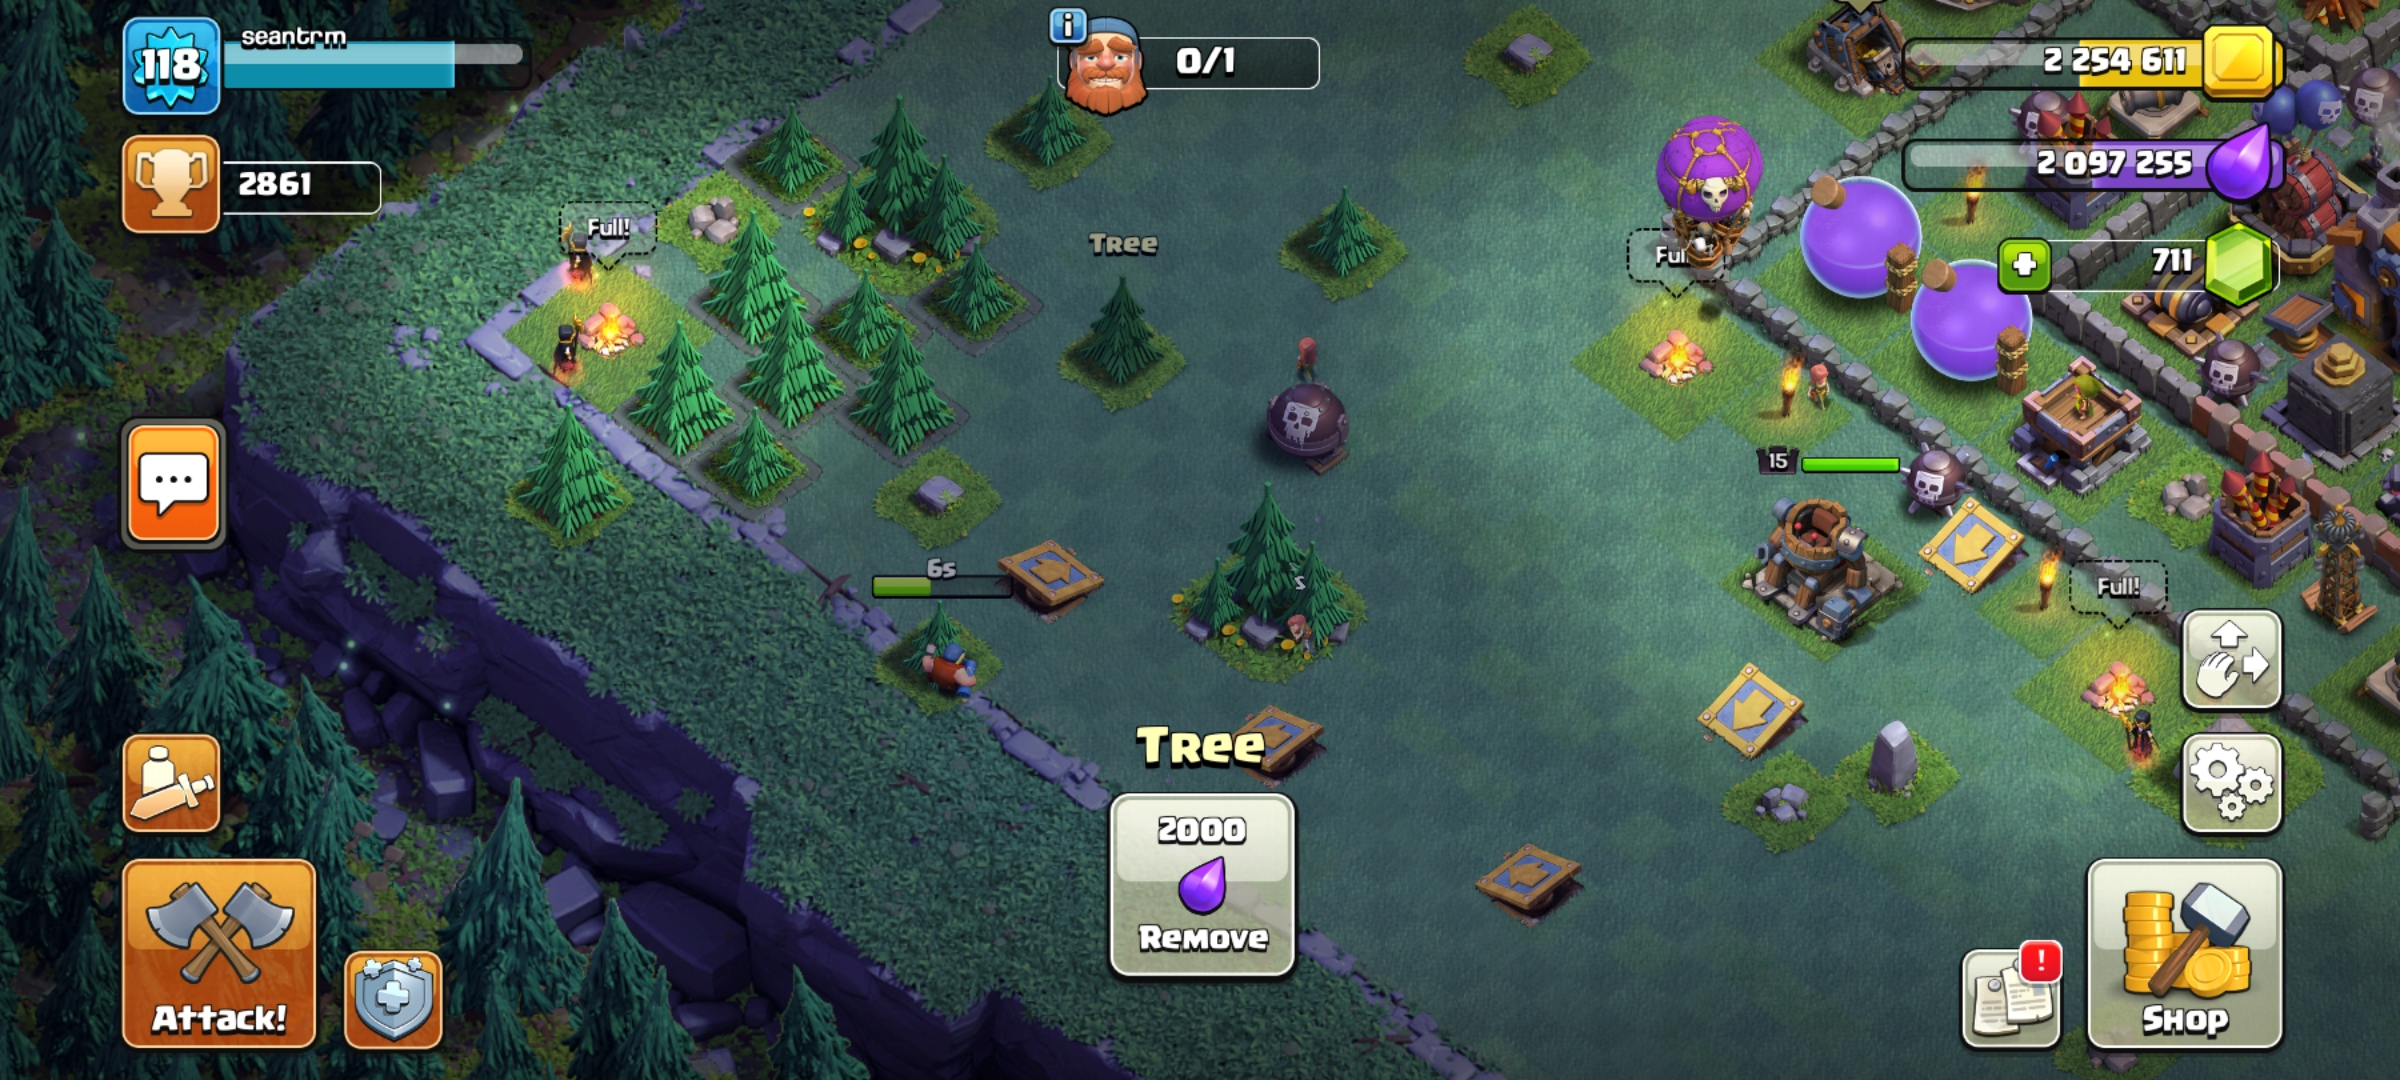 118
seantrm
0/1
2 254 611
2861
2 097 255
Full!
Tree
Ful
711
15
6s
Full!
Tree
2000
Remove
Attack!
!
Shop